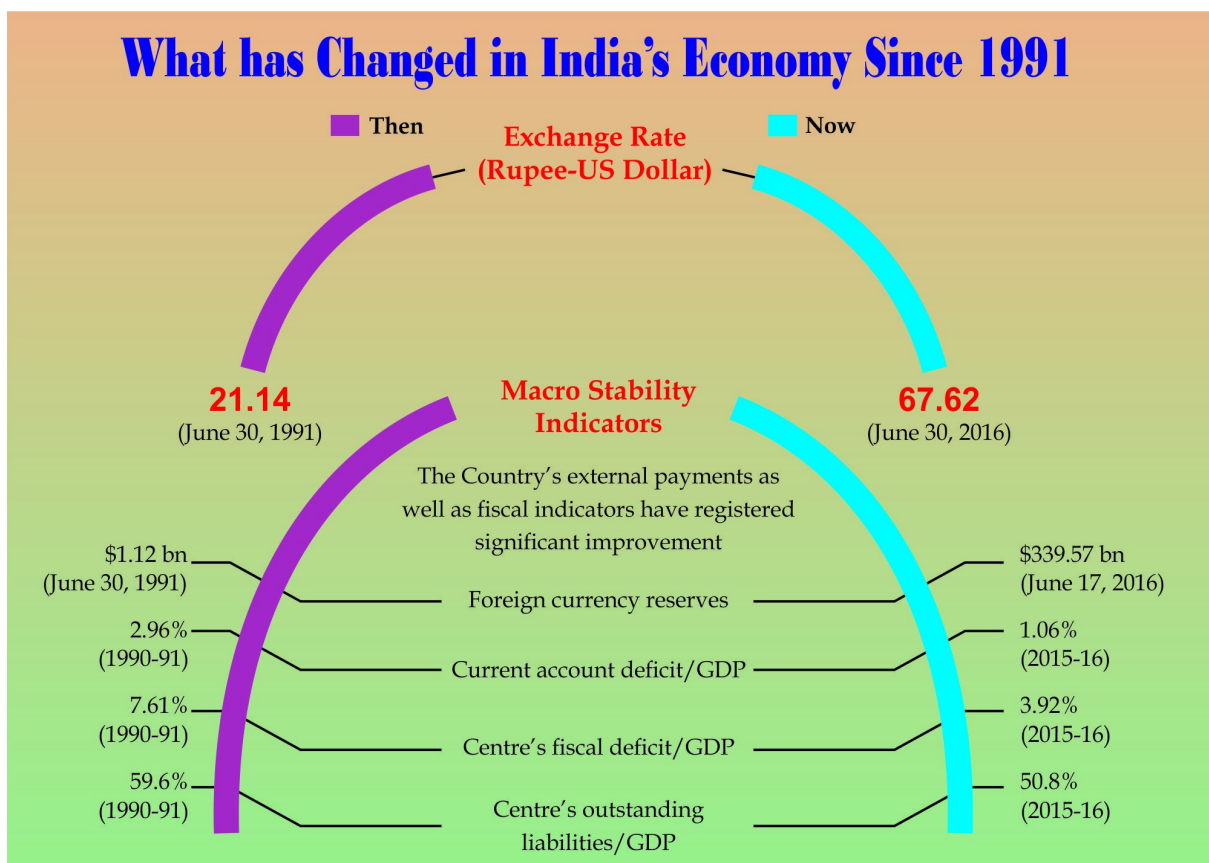 What has Changed in India's Economy Since 1991
Then
Now
Exchange Rate
(Rupee-US Dollar)
21.14
(June 30, 1991)
67.62
(June 30, 2016)
Macro Stability
Indicators
The Country's external payments as
well as fiscal indicators have registered
significant improvement
$1.12 bn
(June 30, 1991)
Foreign currency reserves
$339.57 bn
(June 17, 2016)
2.96%
(1990-91)
Current account deficit/GDP
1.06%
(2015-16)
7.61%
(1990-91)
Centre's fiscal deficit/GDP
3.92%
(2015-16)
59.6%
(1990-91)
Centre's outstanding
liabilities/GDP
50.8%
(2015-16)